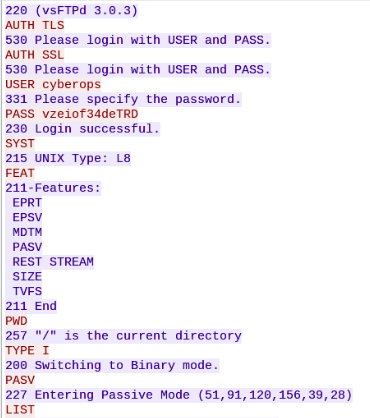 220 (vsFTPd 3.0.3)
AUTH TLS
530 Please login with USER and PASS.
AUTH SSL
530 Please login with USER and PASS.
USER cyberops
331 Please specify the password.
PASS vzeiof34deTRD
230 Login successful.
SYST
215 UNIX Type: L8
FEAT
211-Features:
 EPRT
 EPSV
 MDTM
 PASV
 REST STREAM
 SIZE
 TVFS
211 End
PWD
257 "/" is the current directory
TYPE I
200 Switching to Binary mode.
PASV
227 Entering Passive Mode (51,91,120,156,39,28)
LIST